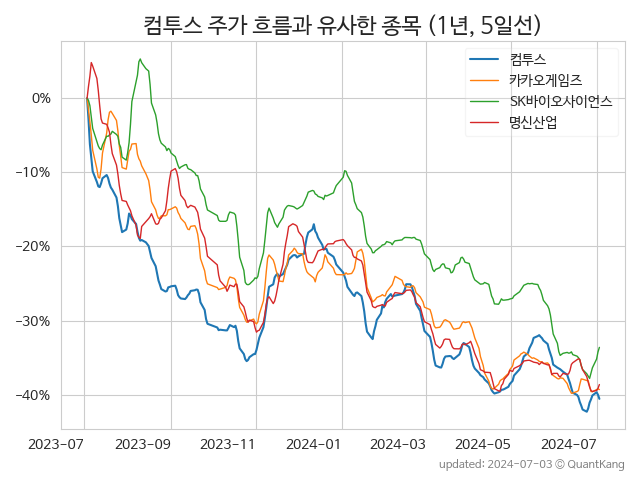 컴투스 주가 흐름과 유사한 종목 (1년, 5일선)
컴투스
카카오게임즈
SK바이오사이언스
명신산업
0%
−10%
−20%
−30%
−40%
2023-07 2023-09 2023-11 2024-01 2024-03 2024-05 2024-07
updated: 2024-07-03 © QuantKang